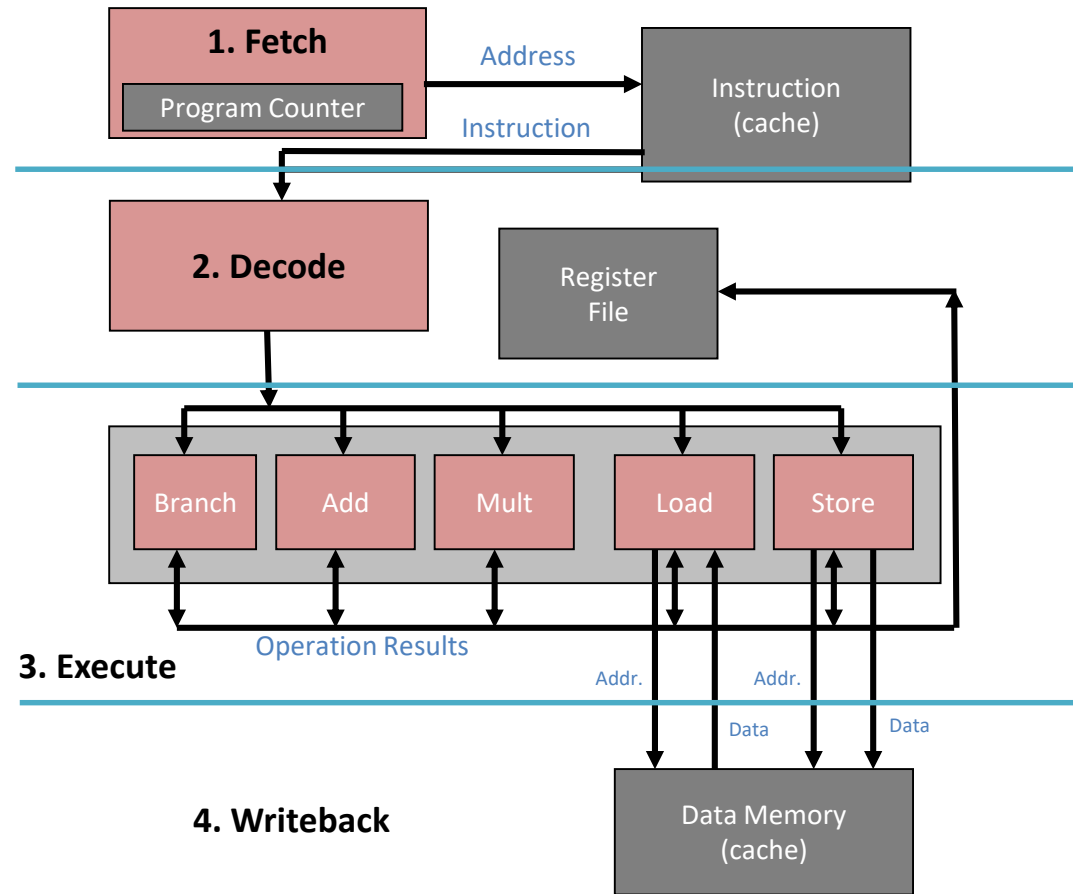 1. Fetch
Program Counter
Address
Instruction
Instruction
(cache)
2. Decode
Register
File
Branch
Add
Mult
Load
Store
Operation Results
3. Execute
Addr.
Addr.
Data
Data
4. Writeback
Data Memory
(cache)